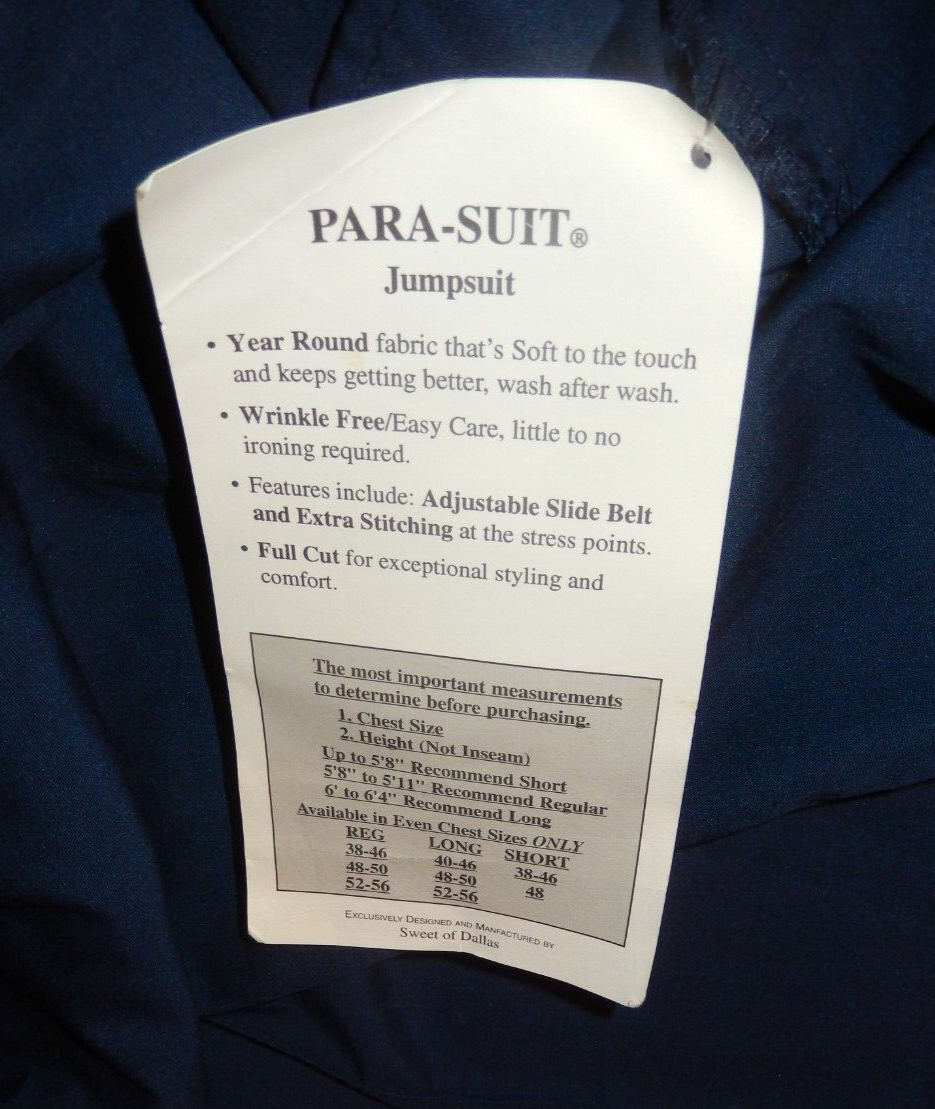 PARA-SUIT®
Jumpsuit
• Year Round fabric that's Soft to the touch
and keeps getting better, wash after wash.
• Wrinkle Free/Easy Care, little to no
ironing required.
• Features include: Adjustable Slide Belt
and Extra Stitching at the stress points.
• Full Cut for exceptional styling and
comfort.
The most important measurements
to determine before purchasing.
1. Chest Size
2. Height (Not Inseam)
Up to 5'8" Recommend Short
5'8" to 5'11" Recommend Regular
6' to 6'4" Recommend Long
Available in Even Chest Sizes ONLY
REG LONG SHORT
38-46 40-46 38-46
48-50 48-50 48
52-56 52-56
EXCLUSIVELY DESIGNED AND MANFACTURED BY
Sweet of Dallas